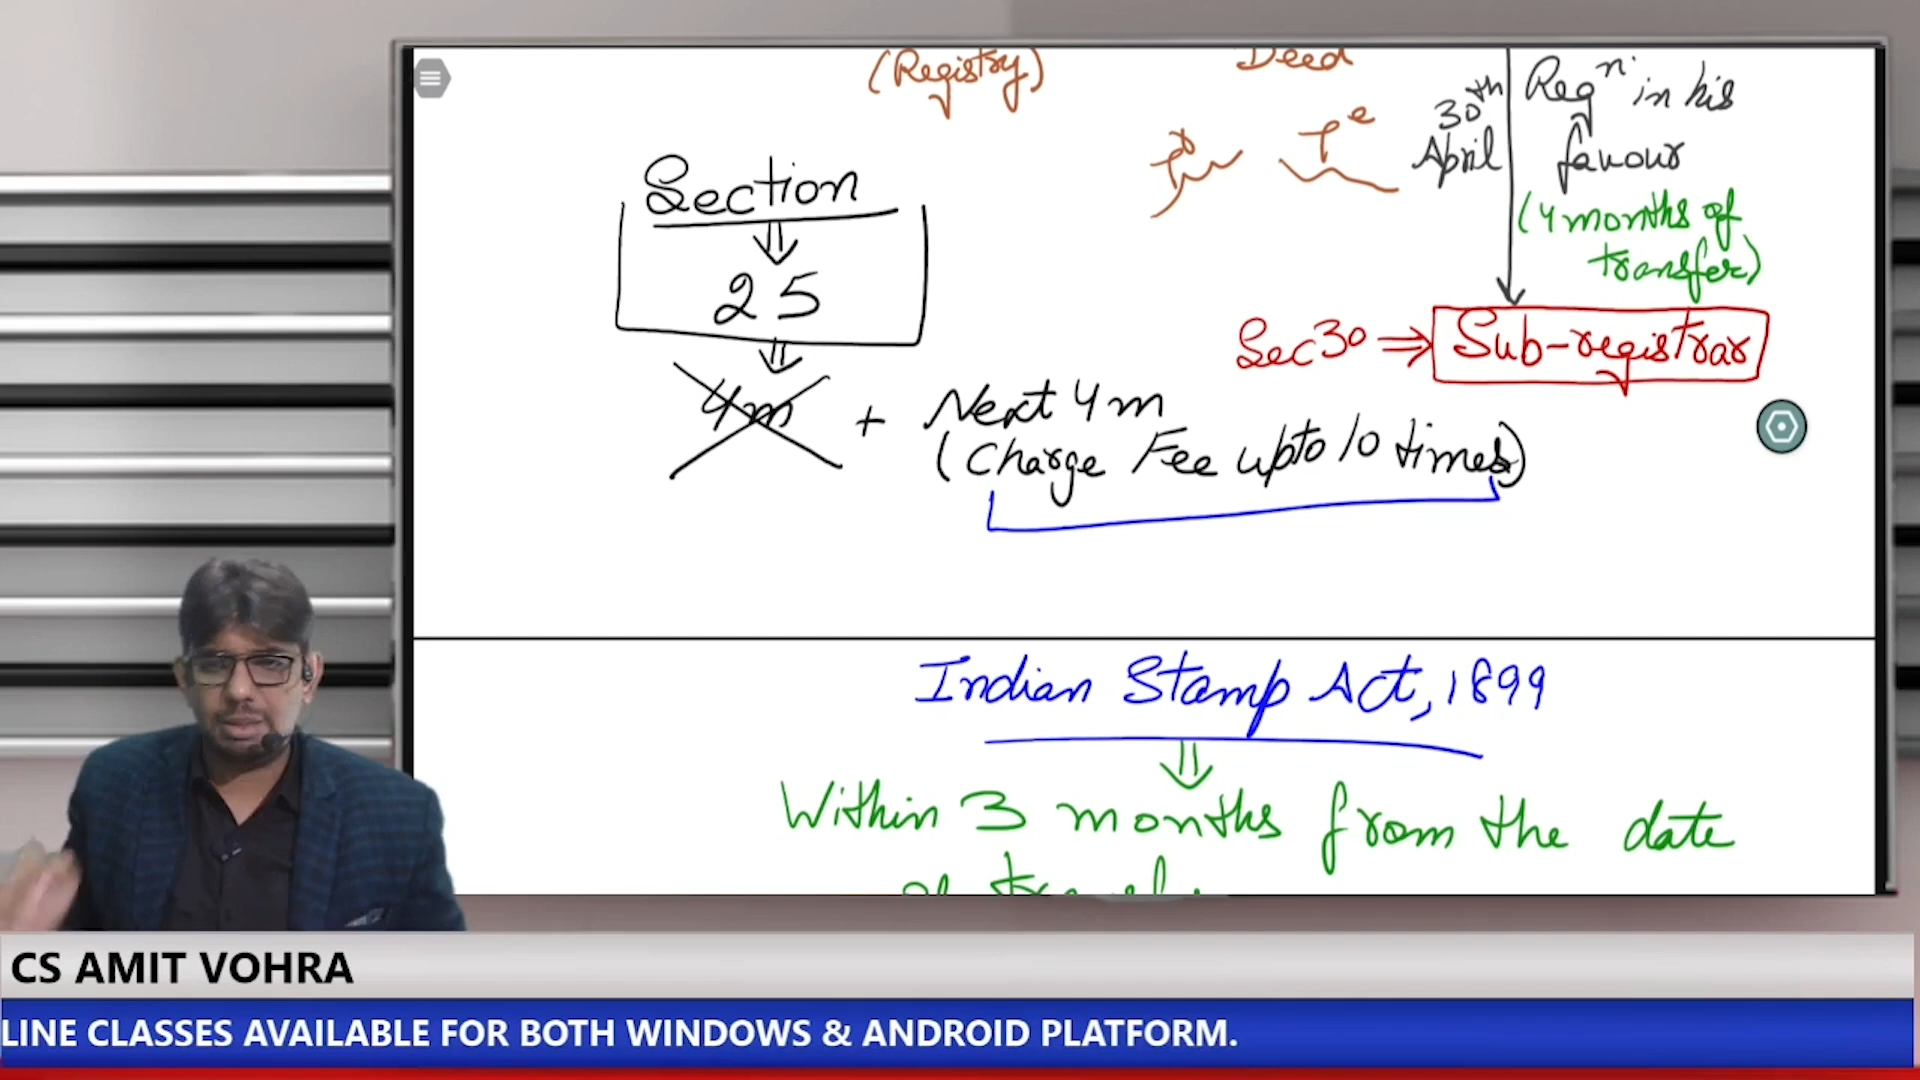 (Registry)
Deed
30th
April
Regn. in his
favour
(4 months of
transfer)
Section
25
Sec 30 ⇒ Sub-registrar
4m + Next 4m
(Charge Fee upto 10 times)
Indian Stamp Act, 1899
Within 3 months from the date
CS AMIT VOHRA
LINE CLASSES AVAILABLE FOR BOTH WINDOWS & ANDROID PLATFORM.